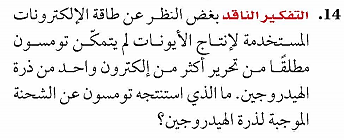 14. التفكير الناقد بغض النظر عن طاقة الإلكترونات
المستخدمة لإنتاج الأيونات لم يتمكّن تومسون
مطلقًا من تحرير أكثر من إلكترون واحد من ذرة
الهيدروجين. ما الذي استنتجه تومسون عن الشحنة
الموجبة لذرة الهيدروجين؟